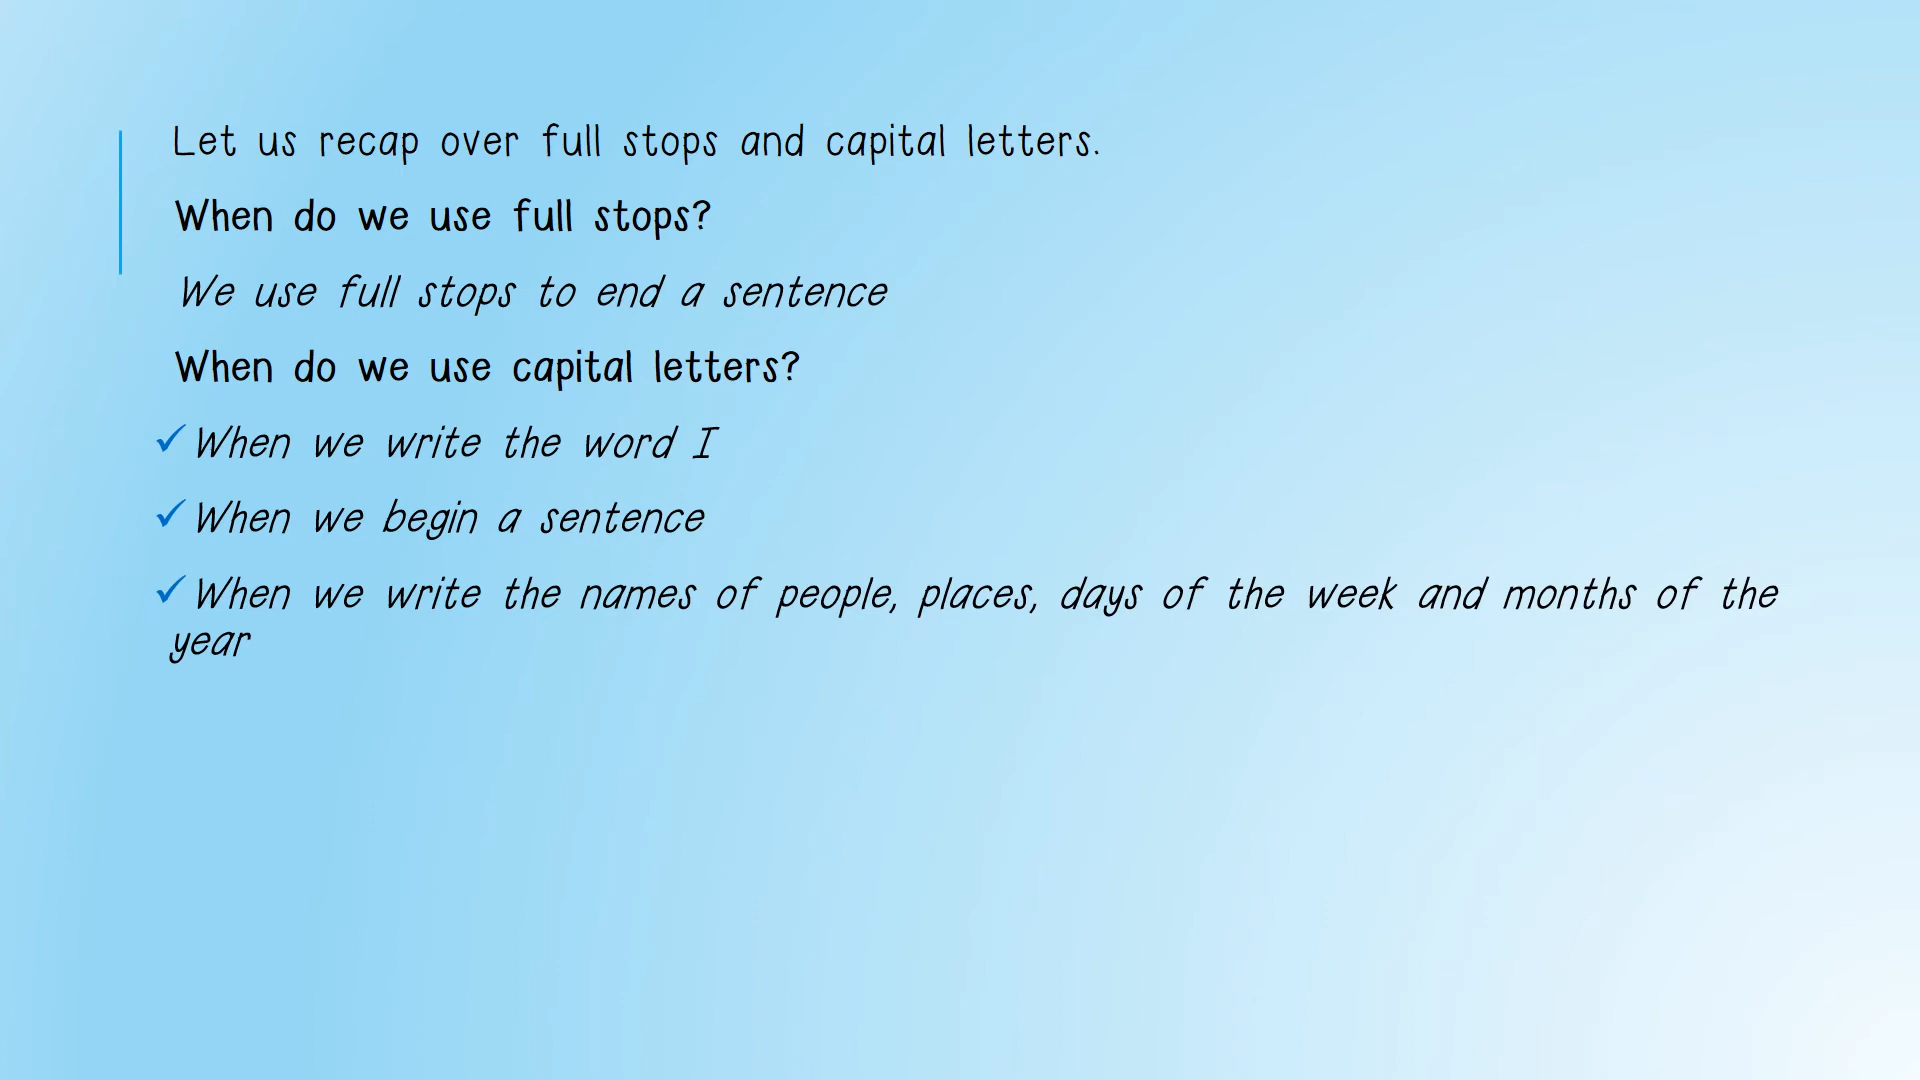 Let us recap over full stops and capital letters.
When do we use full stops?
We use full stops to end a sentence
When do we use capital letters?
✓When we write the word I
✓When we begin a sentence
✓When we write the names of people, places, days of the week and months of the
year